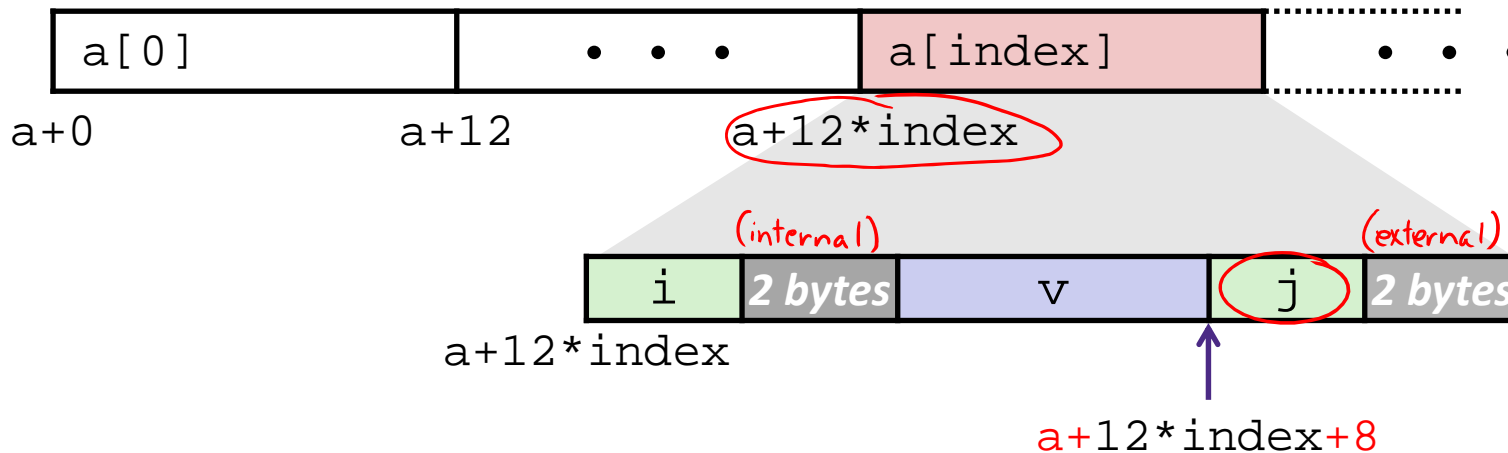 a[0] • • • a[index] • • •
a+0 a+12 a+12*index
(internal) (external)
i 2 bytes v j 2 bytes
a+12*index
a+12*index+8